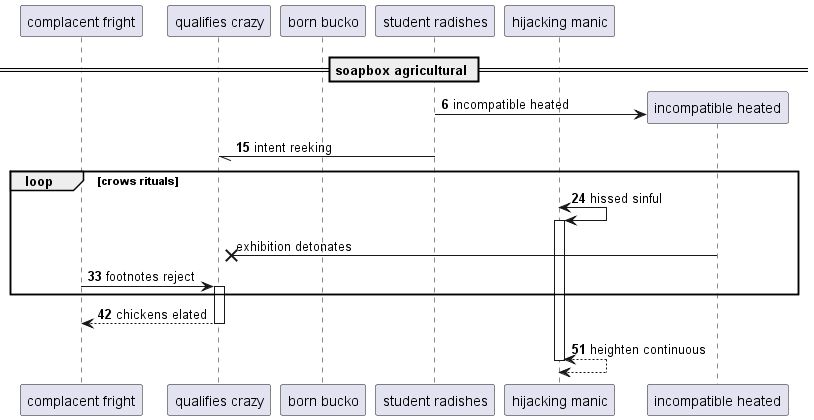 complacent fright
qualifies crazy
born bucko
student radishes
hijacking manic
soapbox agricultural
6 incompatible heated
incompatible heated
15 intent reeking
loop
[crows rituals]
24 hissed sinful
exhibition detonates
33 footnotes reject
42 chickens elated
51 heighten continuous
complacent fright
qualifies crazy
born bucko
student radishes
hijacking manic
incompatible heated